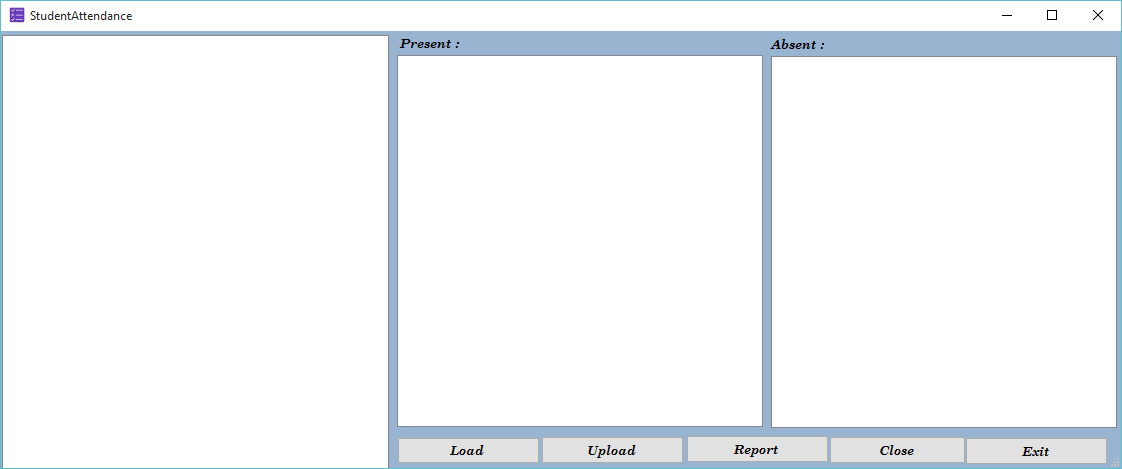 StudentAttendance
Present :
Absent :
Load
Upload
Report
Close
Exit